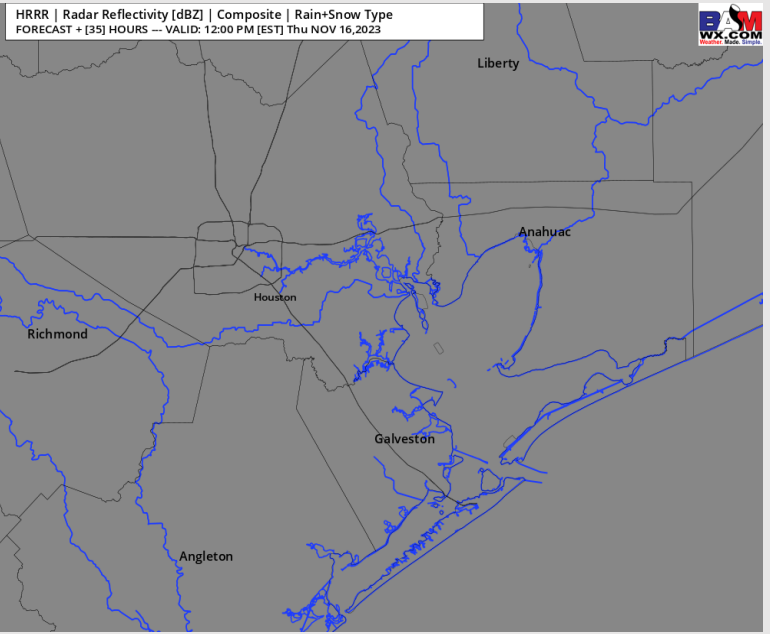 HRRR | Radar Reflectivity [dBZ] | Composite | Rain+Snow Type
FORECAST + [35] HOURS --- VALID: 12:00 PM [EST] Thu NOV 16,2023
BAM
WX.COM
Weather. Made. Simple.
Liberty
Anahuac
Houston
Richmond
Galveston
Angleton